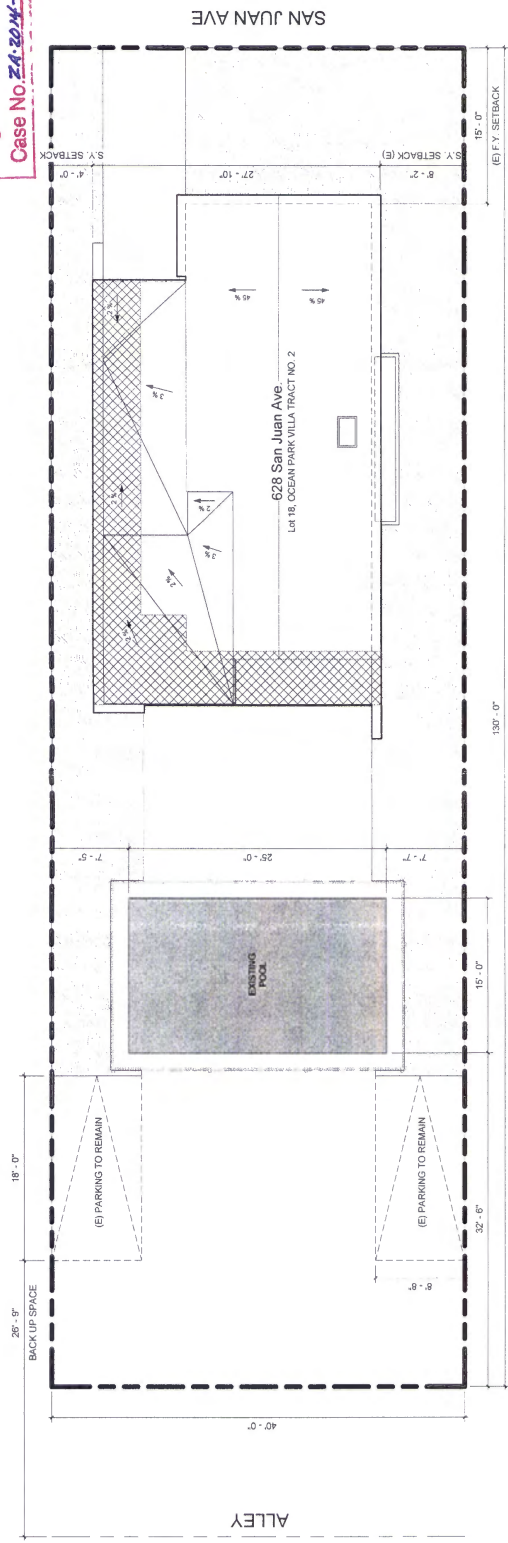 Case No. ZA-2014-
SAN JUAN AVE
15' - 0"
(E) F.Y. SETBACK
S.Y. SETBACK
4' - 0"
27' - 10"
S.Y. SETBACK (E)
8' - 2"
2%
2%
2%
2%
3%
2%
3%
45%
45%
628 San Juan Ave.
Lot 18, OCEAN PARK VILLA TRACT NO. 2
130' - 0"
7' - 5"
25' - 0"
7' - 7"
EXISTING
POOL
15' - 0"
18' - 0"
(E) PARKING TO REMAIN
(E) PARKING TO REMAIN
32' - 6"
8' - 8"
26' - 9"
BACK UP SPACE
40' - 0"
ALLEY